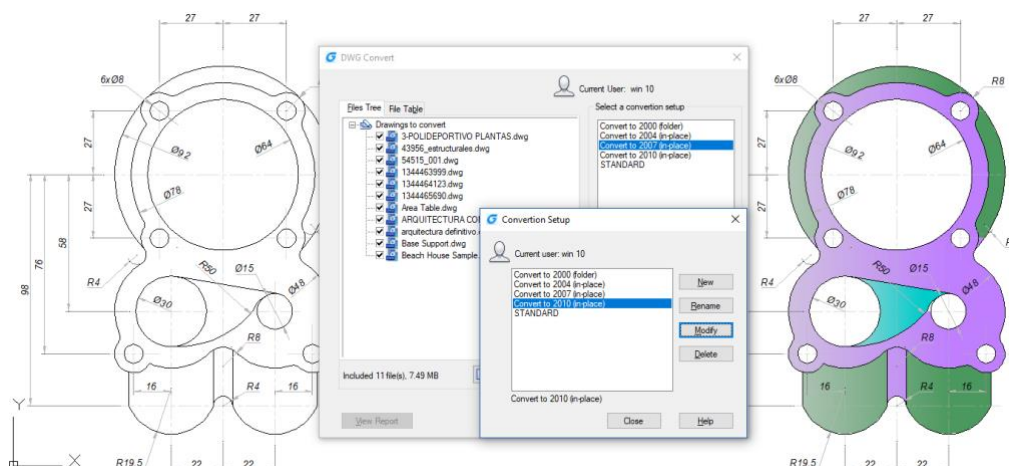 27
27
6xØ8
27
Ø92
Ø64
Ø78
27
58
76
98
R4
R50
Ø15
Ø48
Ø30
R8
16
R4
16
R19.5
22
22
Y
X
DWG Convert
Current User: win 10
Files Tree
File Table
Drawings to convert
3-POLIDEPORTIVO PLANTAS.dwg
43956_estructurales.dwg
54515_001.dwg
1344463999.dwg
1344464123.dwg
1344465690.dwg
Area Table.dwg
ARQUITECTURA CO
arquitectura definitivo.
Base Support.dwg
Beach House Sample.
Included 11 file(s), 7.49 MB
View Report
Select a convertion setup
Convert to 2000 (folder)
Convert to 2004 (in-place)
Convert to 2007 (in-place)
Convert to 2010 (in-place)
STANDARD
Convertion Setup
Current user: win 10
Convert to 2000 (folder)
Convert to 2004 (in-place)
Convert to 2007 (in-place)
Convert to 2010 (in-place)
STANDARD
New
Rename
Modify
Delete
Convert to 2010 (in-place)
Close
Help
27
27
R8
27
Ø92
Ø64
Ø78
27
R4
R50
Ø15
Ø48
Ø30
R8
16
R4
16
R19.5
22
22